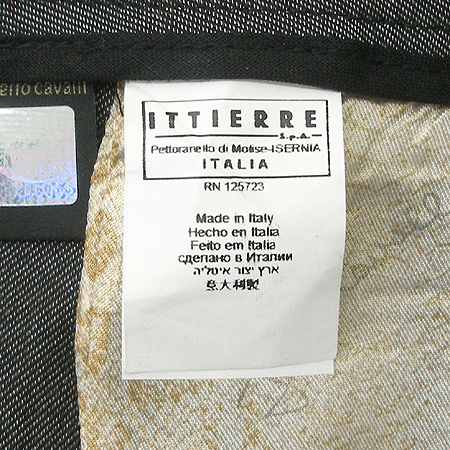 cavalli
ITTIERRE
S.p.A.
Pettoranello di Molise-ISERNIA
ITALIA
RN 125723
Made in Italy
Hecho en Italia
Feito em Italia
сделано в Италии
ארץ יצור איטליה
意大利製